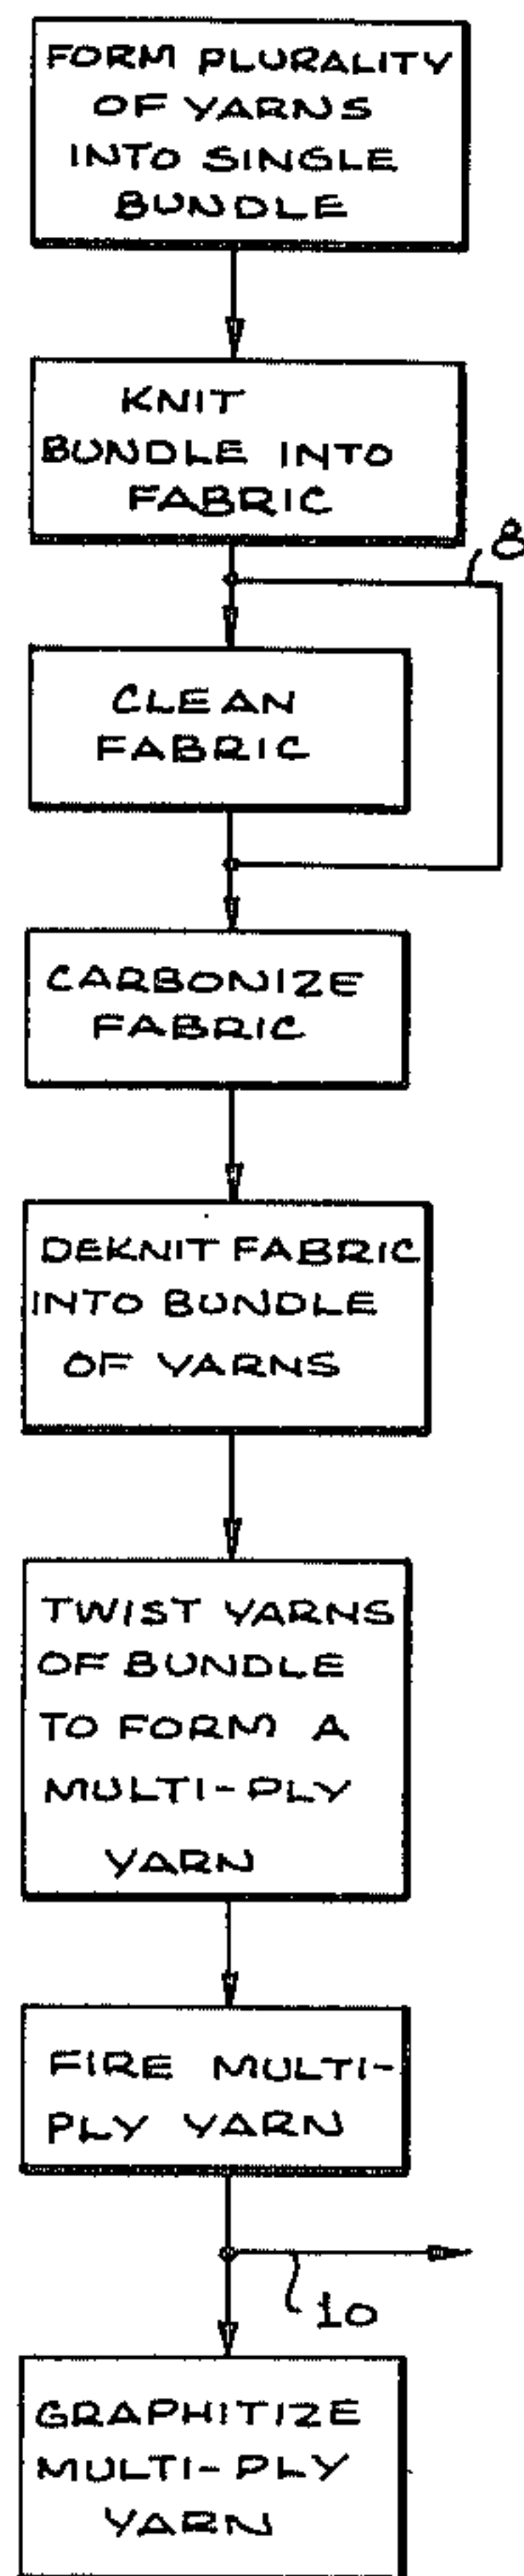 FORM PLURALITY
OF YARNS
INTO SINGLE
BUNDLE
KNIT
BUNDLE INTO
FABRIC
8
CLEAN
FABRIC
CARBONIZE
FABRIC
DEKNIT FABRIC
INTO BUNDLE
OF YARNS
TWIST YARNS
OF BUNDLE
TO FORM A
MULTI-PLY
YARN
FIRE MULTI-
PLY YARN
10
GRAPHITIZE
MULTI-PLY
YARN